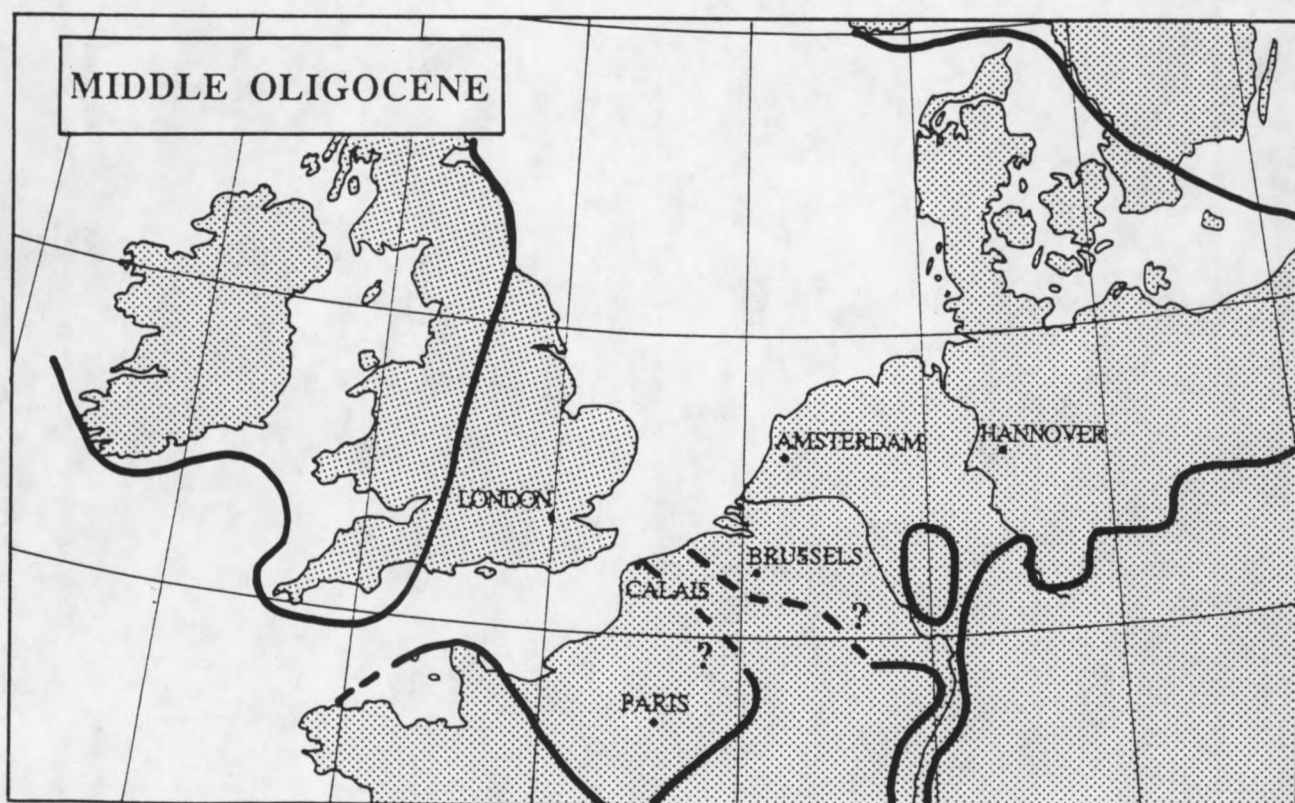 MIDDLE OLIGOCENE
AMSTERDAM
HANNOVER
LONDON
BRUSSELS
CALAIS
?
?
PARIS